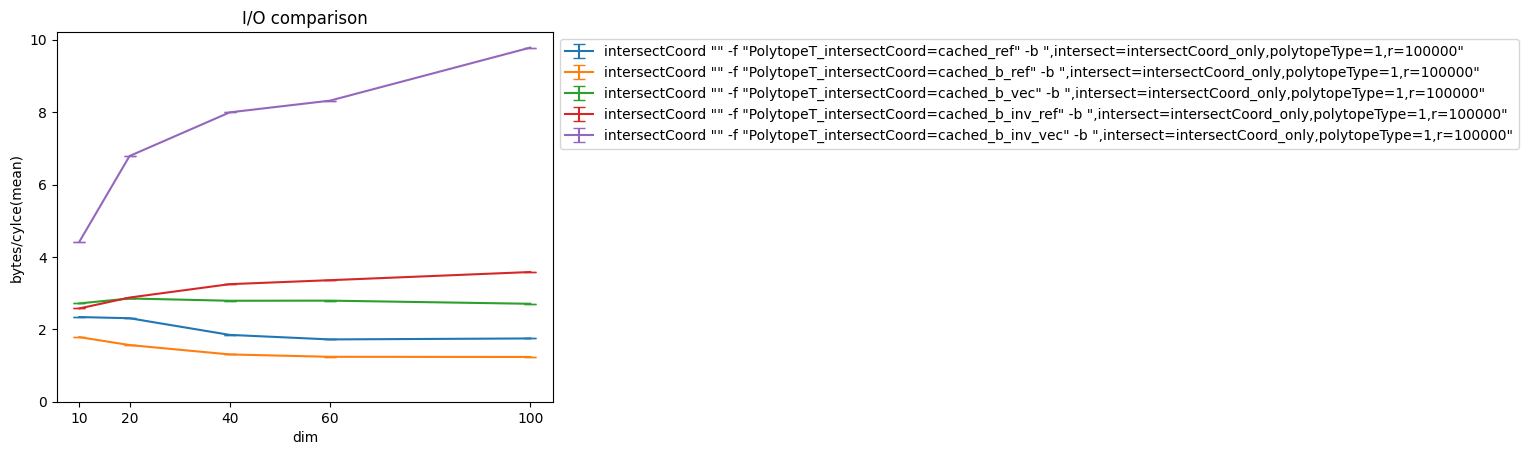 I/O comparison
10
8
6
4
2
0
bytes/cylce(mean)
10 20 40 60 100
dim
intersectCoord "" -f "PolytopeT_intersectCoord=cached_ref" -b ",intersect=intersectCoord_only,polytopeType=1,r=100000"
intersectCoord "" -f "PolytopeT_intersectCoord=cached_b_ref" -b ",intersect=intersectCoord_only,polytopeType=1,r=100000"
intersectCoord "" -f "PolytopeT_intersectCoord=cached_b_vec" -b ",intersect=intersectCoord_only,polytopeType=1,r=100000"
intersectCoord "" -f "PolytopeT_intersectCoord=cached_b_inv_ref" -b ",intersect=intersectCoord_only,polytopeType=1,r=100000"
intersectCoord "" -f "PolytopeT_intersectCoord=cached_b_inv_vec" -b ",intersect=intersectCoord_only,polytopeType=1,r=100000"